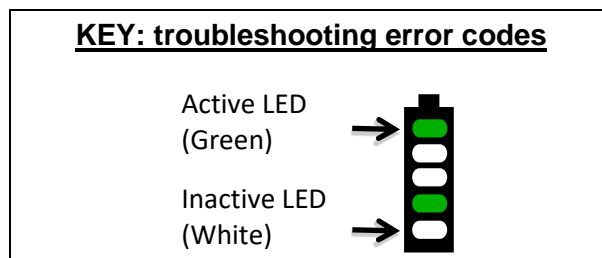 KEY: troubleshooting error codes
Active LED
(Green)
Inactive LED
(White)